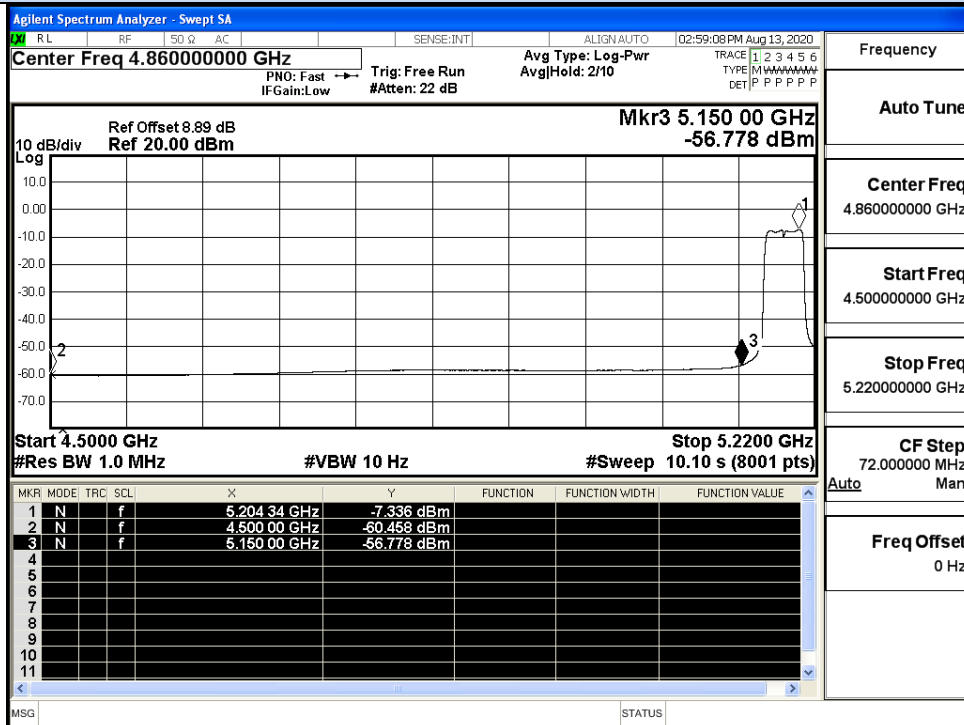 Agilent Spectrum Analyzer - Swept SA
LXI RL RF 50 Ω AC SENSE:INT ALIGN AUTO 02:59:08 PM Aug 13, 2020
Center Freq 4.860000000 GHz
PNO: Fast Trig: Free Run
IFGain:Low #Atten: 22 dB
Avg Type: Log-Pwr
Avg|Hold: 2/10
TRACE 1 2 3 4 5 6
TYPE M WWWWW
DET P P P P P P
Mkr3 5.150 00 GHz
-56.778 dBm
Ref Offset 8.89 dB
10 dB/div Ref 20.00 dBm
Log
10.0
0.00
-10.0
-20.0
-30.0
-40.0
-50.0
-60.0
-70.0
1
2
3
Start 4.5000 GHz Stop 5.2200 GHz
#Res BW 1.0 MHz #VBW 10 Hz #Sweep 10.10 s (8001 pts)
MKR MODE TRC SCL X Y FUNCTION FUNCTION WIDTH FUNCTION VALUE
1 N f 5.204 34 GHz -7.336 dBm
2 N f 4.500 00 GHz -60.458 dBm
3 N f 5.150 00 GHz -56.778 dBm
4
5
6
7
8
9
10
11
MSG STATUS
Frequency
Auto Tune
Center Freq
4.860000000 GHz
Start Freq
4.500000000 GHz
Stop Freq
5.220000000 GHz
CF Step
72.000000 MHz
Auto Man
Freq Offset
0 Hz